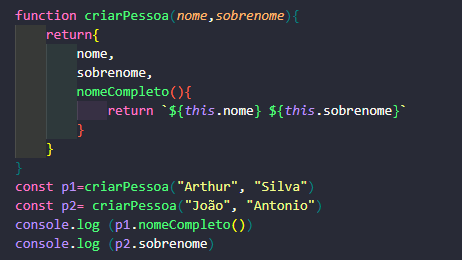 function criarPessoa(nome,sobrenome){
    return{
        nome,
        sobrenome,
        nomeCompleto(){
            return `${this.nome} ${this.sobrenome}`
        }
    }
}
const p1=criarPessoa("Arthur", "Silva")
const p2= criarPessoa("João", "Antonio")
console.log (p1.nomeCompleto())
console.log (p2.sobrenome)